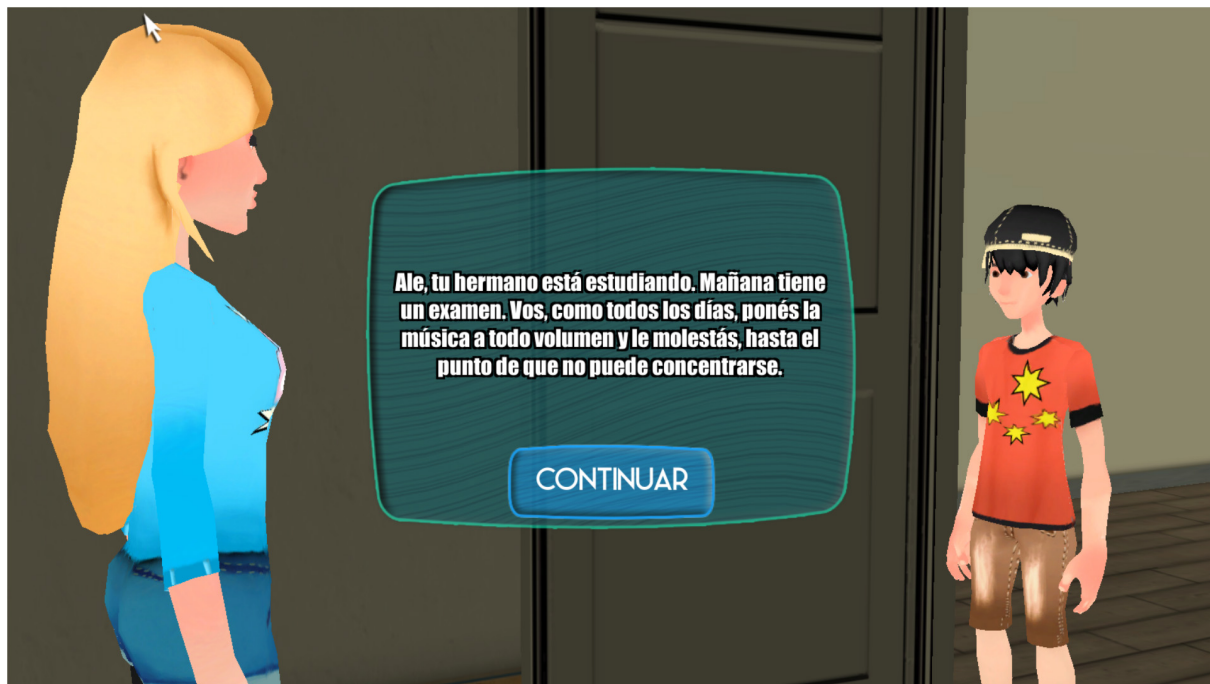 Ale, tu hermano está estudiando. Mañana tiene
un examen. Vos, como todos los días, ponés la
música a todo volumen y le molestás, hasta el
punto de que no puede concentrarse.
CONTINUAR